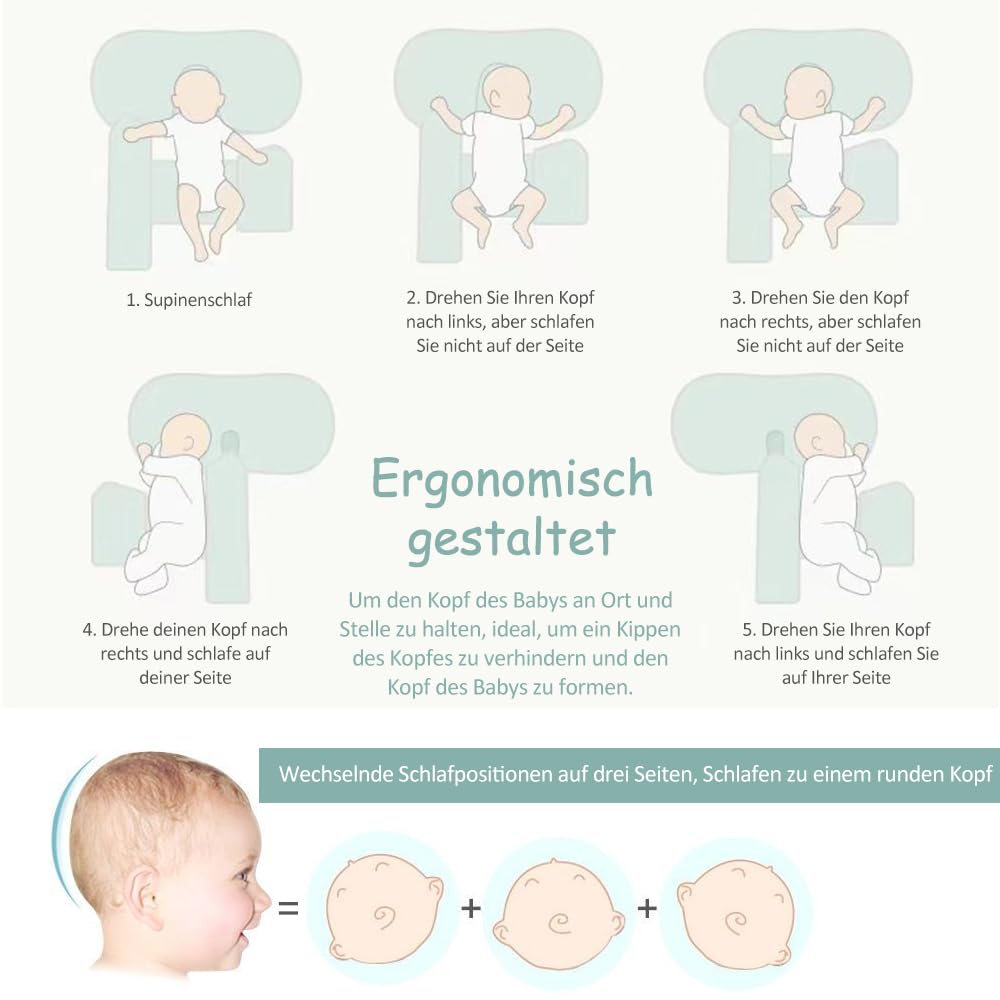 1. Supinenschlaf
2. Drehen Sie Ihren Kopf
nach links, aber schlafen
Sie nicht auf der Seite
3. Drehen Sie den Kopf
nach rechts, aber schlafen
Sie nicht auf der Seite
4. Drehe deinen Kopf nach
rechts und schlafe auf
deiner Seite
Ergonomisch
gestaltet
Um den Kopf des Babys an Ort und
Stelle zu halten, ideal, um ein Kippen
des Kopfes zu verhindern und den
Kopf des Babys zu formen.
5. Drehen Sie Ihren Kopf
nach links und schlafen Sie
auf Ihrer Seite
Wechselnde Schlafpositionen auf drei Seiten, Schlafen zu einem runden Kopf
= + +